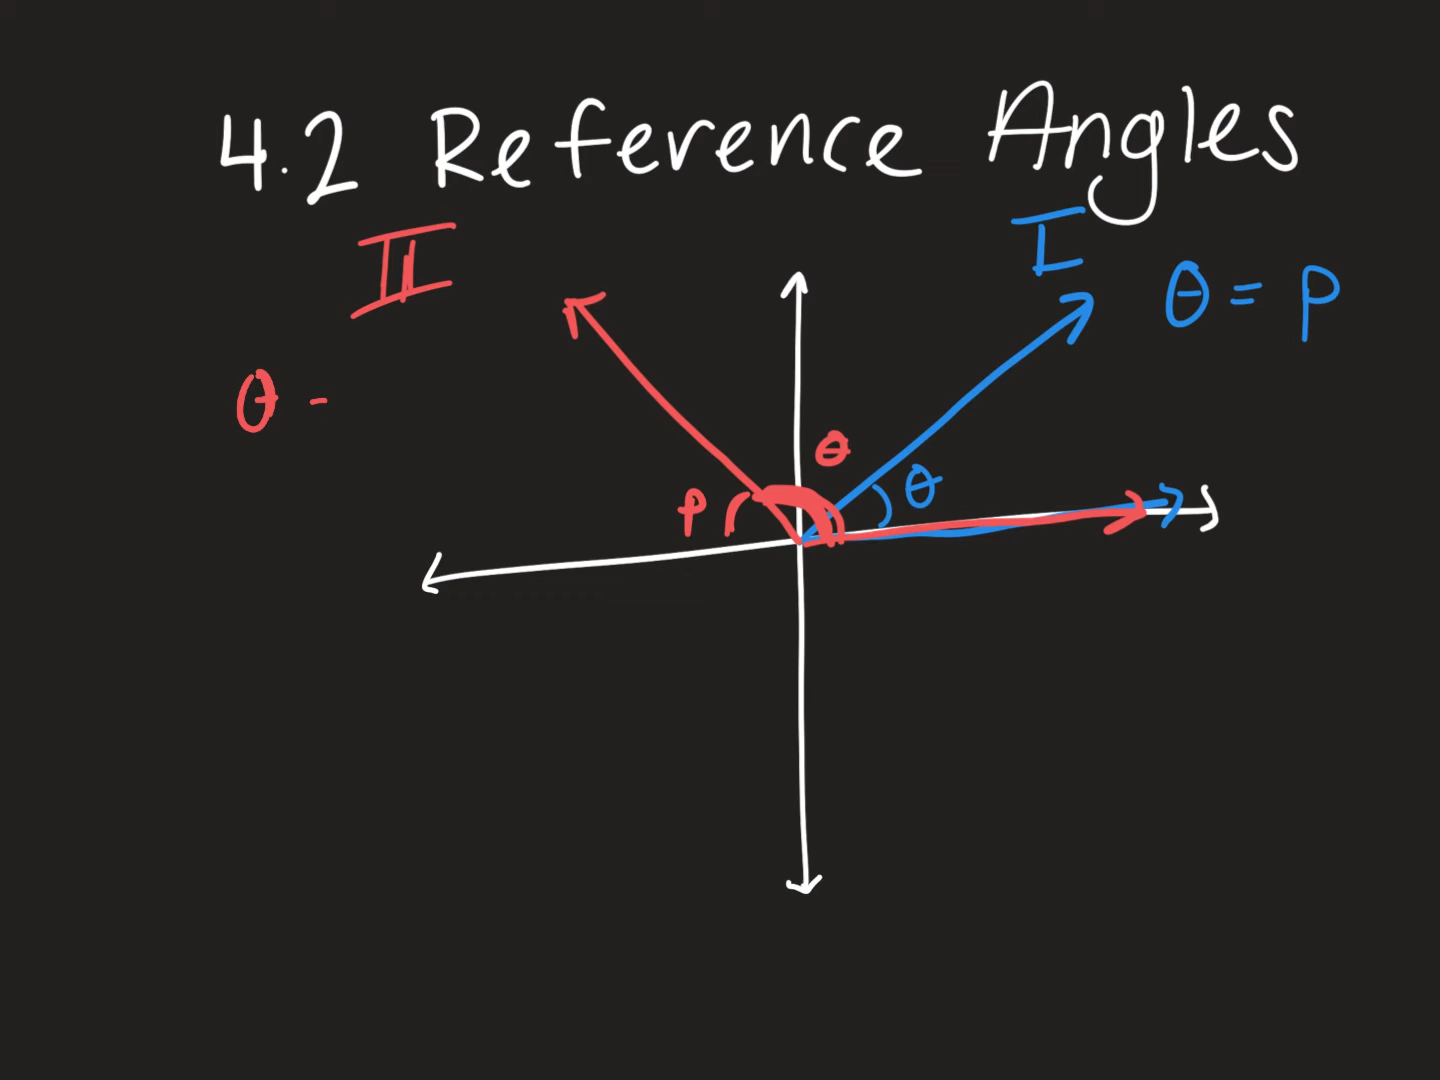 4.2 Reference Angles
II
I
θ = p
θ -
θ
p
θ